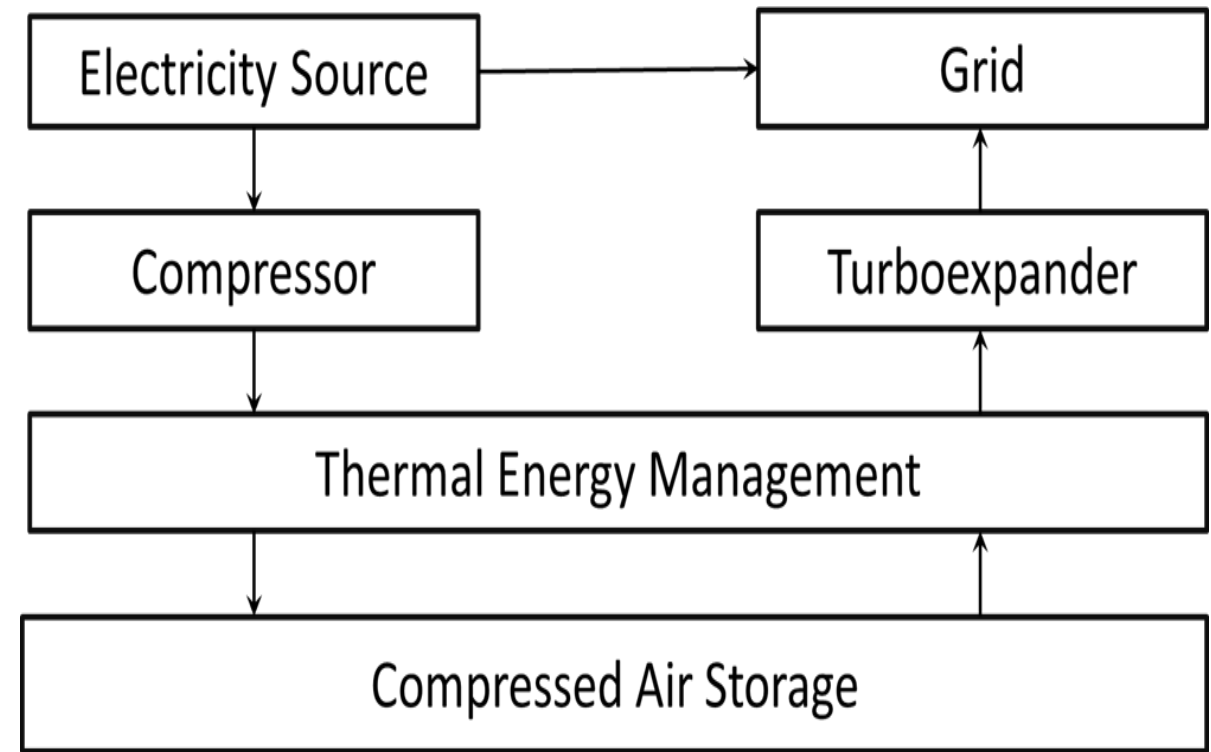 Electricity Source
Grid
Compressor
Turboexpander
Thermal Energy Management
Compressed Air Storage